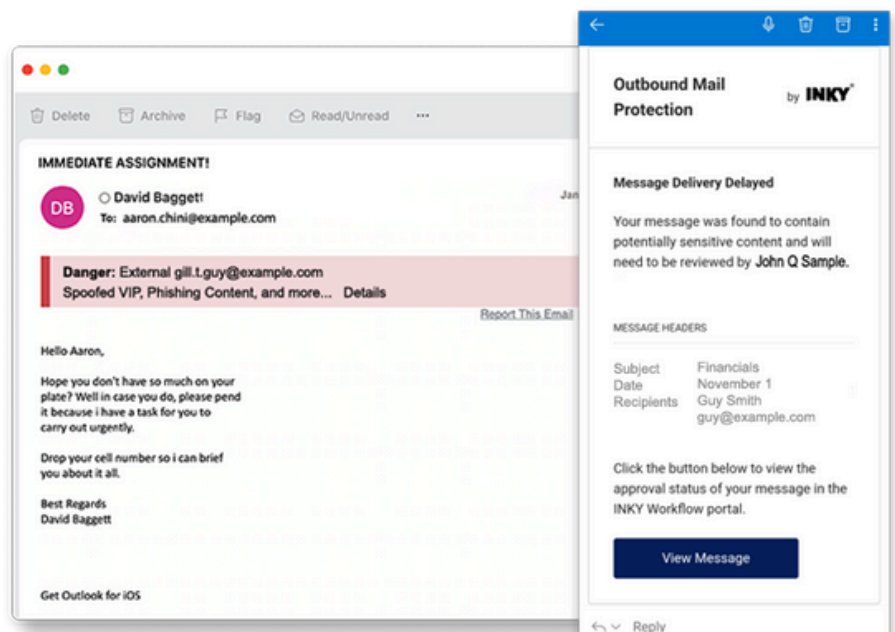 Delete
Archive
Flag
Read/Unread
...
IMMEDIATE ASSIGNMENT!
DB
David Baggett
Jan
To: aaron.chini@example.com
Danger: External gill.t.guy@example.com
Spoofed VIP, Phishing Content, and more... Details
Report This Email
Hello Aaron,
Hope you don't have so much on your
plate? Well in case you do, please pend
it because i have a task for you to
carry out urgently.
Drop your cell number so i can brief
you about it all.
Best Regards
David Baggett
Get Outlook for iOS
Outbound Mail
Protection
by INKY
Message Delivery Delayed
Your message was found to contain
potentially sensitive content and will
need to be reviewed by John Q Sample.
MESSAGE HEADERS
Subject Financials
Date November 1
Recipients Guy Smith
guy@example.com
Click the button below to view the
approval status of your message in the
INKY Workflow portal.
View Message
Reply